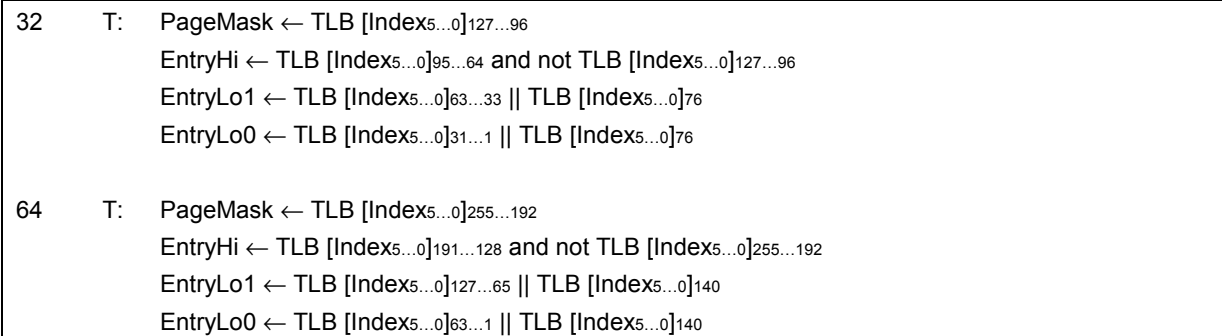 32 T: PageMask ← TLB [Index5…0]127…96
EntryHi ← TLB [Index5…0]95…64 and not TLB [Index5…0]127…96
EntryLo1 ← TLB [Index5…0]63…33 || TLB [Index5…0]76
EntryLo0 ← TLB [Index5…0]31…1 || TLB [Index5…0]76
64 T: PageMask ← TLB [Index5…0]255…192
EntryHi ← TLB [Index5…0]191…128 and not TLB [Index5…0]255…192
EntryLo1 ← TLB [Index5…0]127…65 || TLB [Index5…0]140
EntryLo0 ← TLB [Index5…0]63…1 || TLB [Index5…0]140